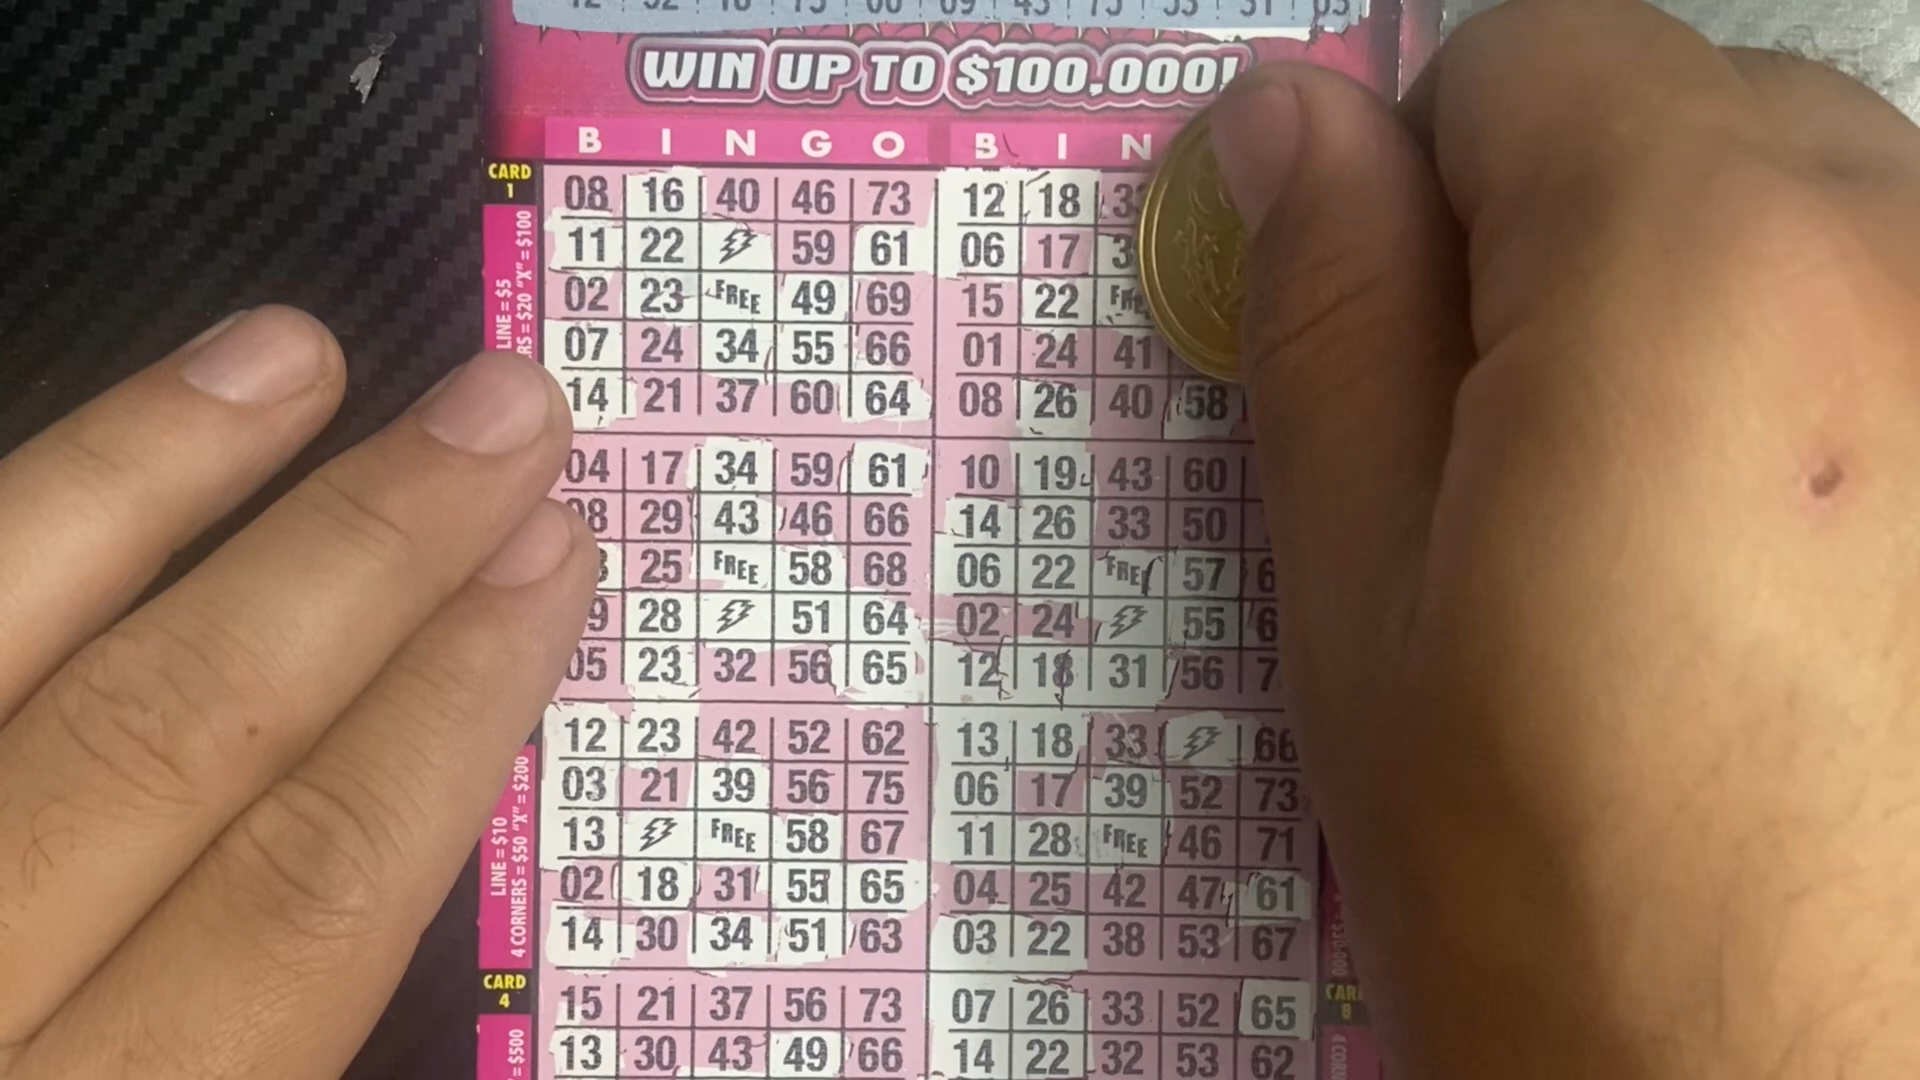 WIN UP TO $100,000!
B I N G O B I N
CARD
1
08 16 40 46 73 12 18
11 22 59 61 06 17
02 23 FREE 49 69 15 22
07 24 34 55 66 01 24 41
14 21 37 60 64 08 26 40 58
LINE = $5
"X" = $100
= $20
04 17 34 59 61 10 19 43 60
08 29 43 46 66 14 26 33 50
25 FREE 58 68 06 22 FREE 57
28 51 64 02 24 55
05 23 32 56 65 12 18 31 56
12 23 42 52 62 13 18 33 66
03 21 39 56 75 06 17 39 52 73
13 FREE 58 67 11 28 FREE 46 71
02 18 31 55 65 04 25 42 47 61
14 30 34 51 63 03 22 38 53 67
LINE = $10
4 CORNERS = $50 "X" = $200
CARD
4
15 21 37 56 73 07 26 33 52 65
13 30 43 49 66 14 22 32 53 62
= $500
8